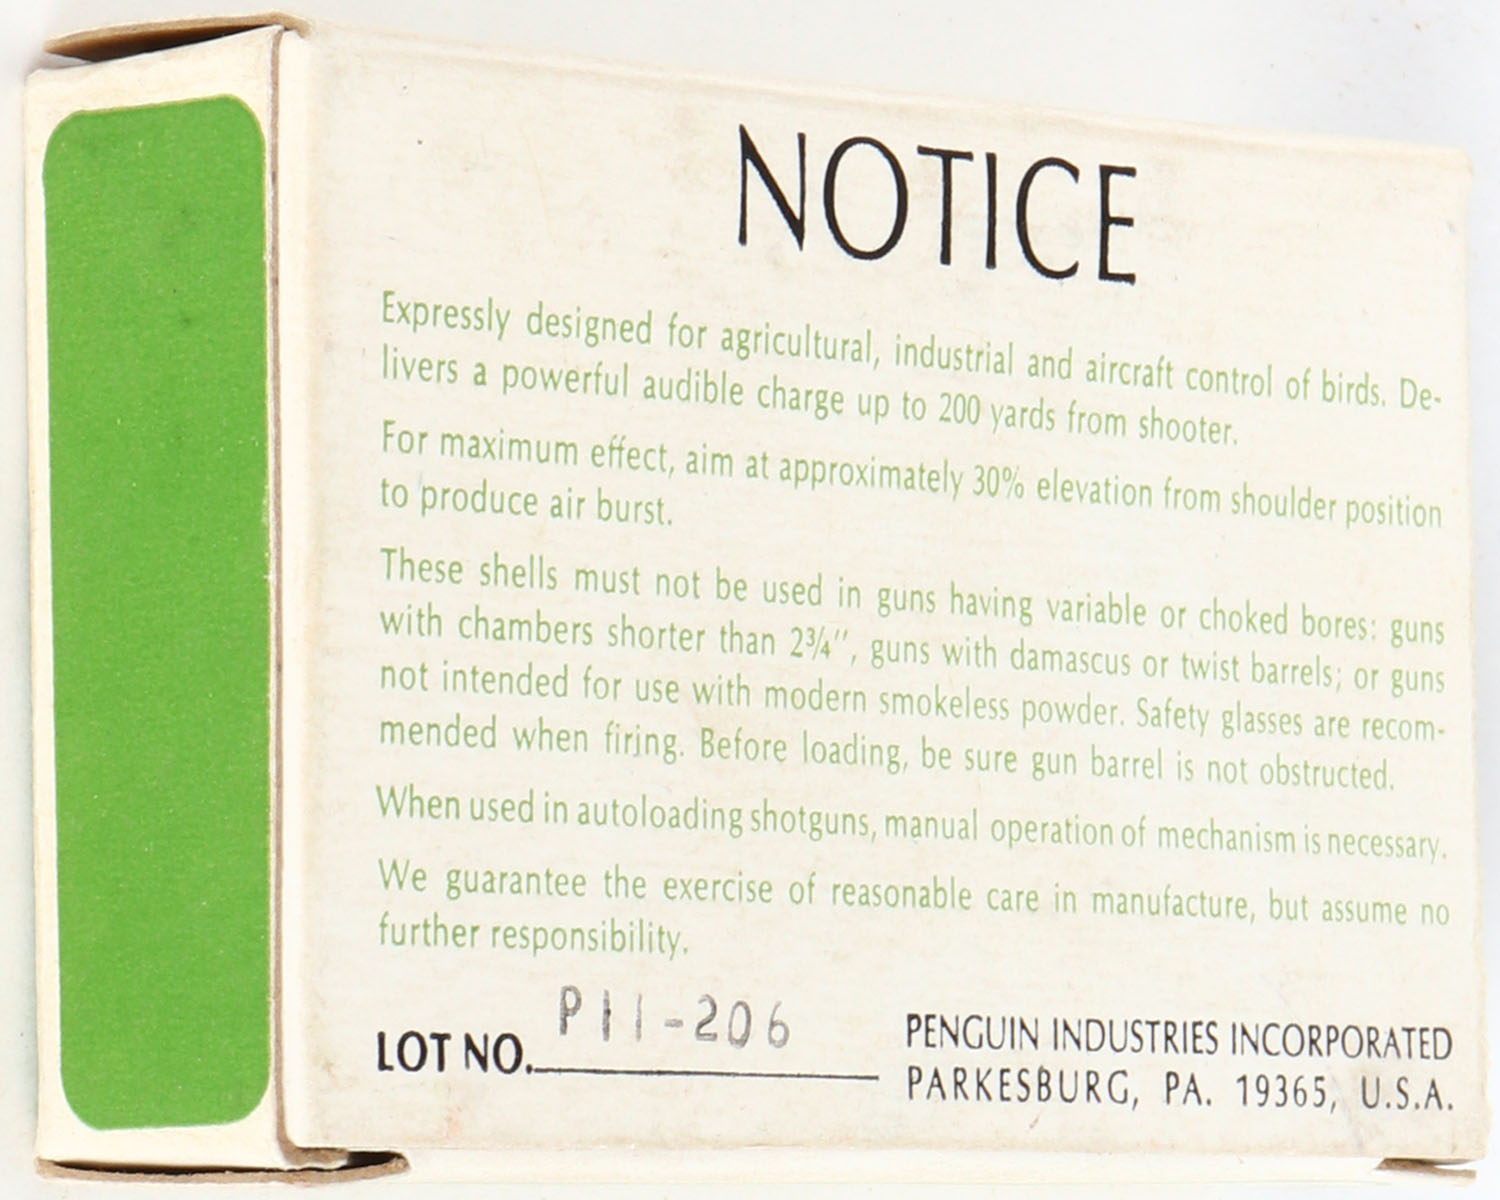 NOTICE
Expressly designed for agricultural, industrial and aircraft control of birds. De-
livers a powerful audible charge up to 200 yards from shooter.
For maximum effect, aim at approximately 30% elevation from shoulder position
to produce air burst.
These shells must not be used in guns having variable or choked bores: guns
with chambers shorter than 2¾", guns with damascus or twist barrels; or guns
not intended for use with modern smokeless powder. Safety glasses are recom-
mended when firing. Before loading, be sure gun barrel is not obstructed.
When used in autoloading shotguns, manual operation of mechanism is necessary.
We guarantee the exercise of reasonable care in manufacture, but assume no
further responsibility.
LOT NO. P11-206
PENGUIN INDUSTRIES INCORPORATED
PARKESBURG, PA. 19365, U.S.A.